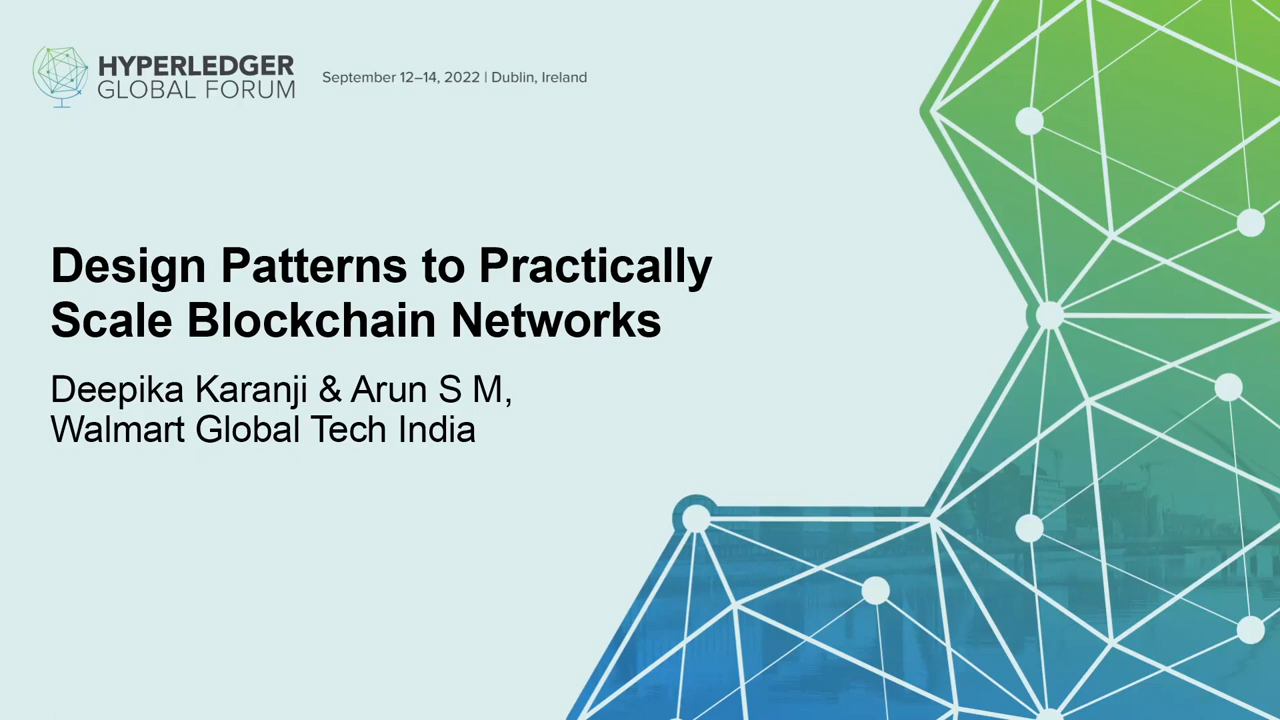 HYPERLEDGER
GLOBAL FORUM
September 12–14, 2022 | Dublin, Ireland
Design Patterns to Practically
Scale Blockchain Networks
Deepika Karanji & Arun S M,
Walmart Global Tech India